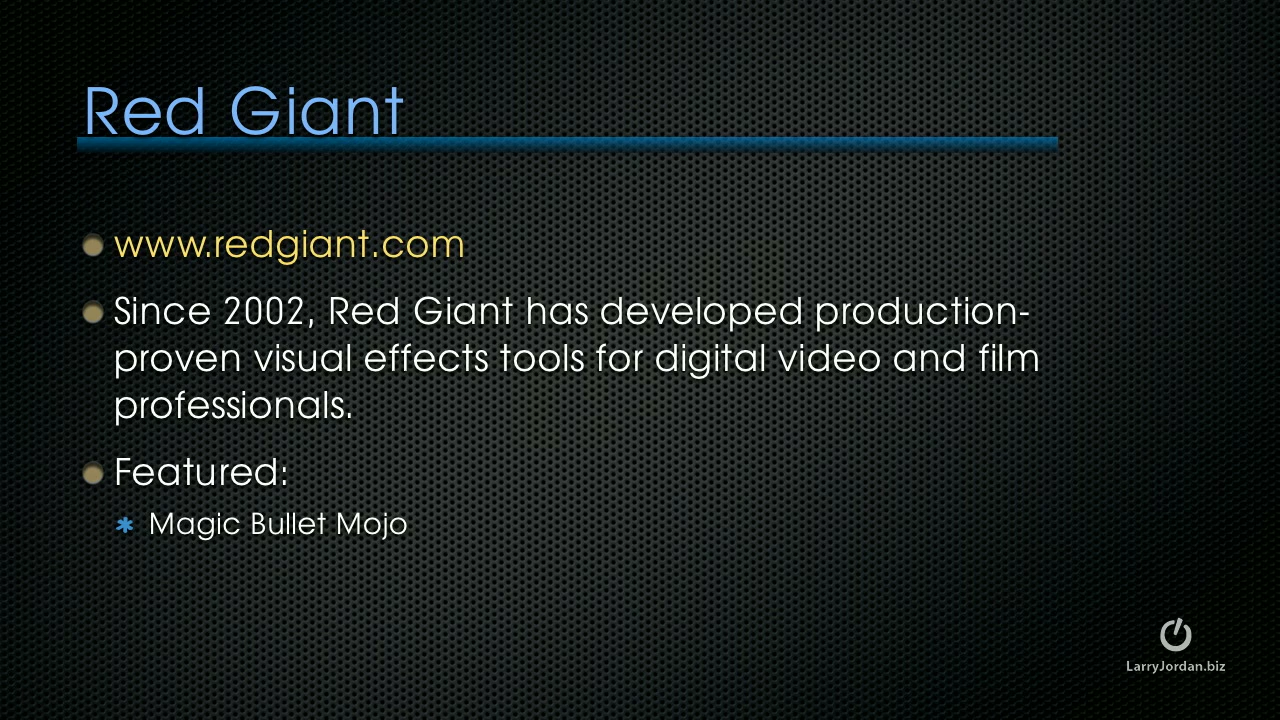 Red Giant
www.redgiant.com
Since 2002, Red Giant has developed production-
proven visual effects tools for digital video and film
professionals.
Featured:
Magic Bullet Mojo
LarryJordan.biz